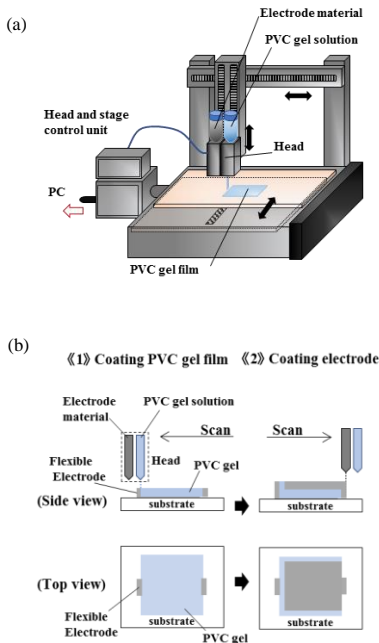 (a)
Electrode material
PVC gel solution
Head and stage
control unit
Head
PC
PVC gel film
(b)
《1》Coating PVC gel film
《2》Coating electrode
Electrode
material
PVC gel solution
Scan
Scan
Head
Flexible
Electrode
PVC gel
(Side view)
substrate
substrate
(Top view)
substrate
substrate
Flexible
Electrode
PVC gel